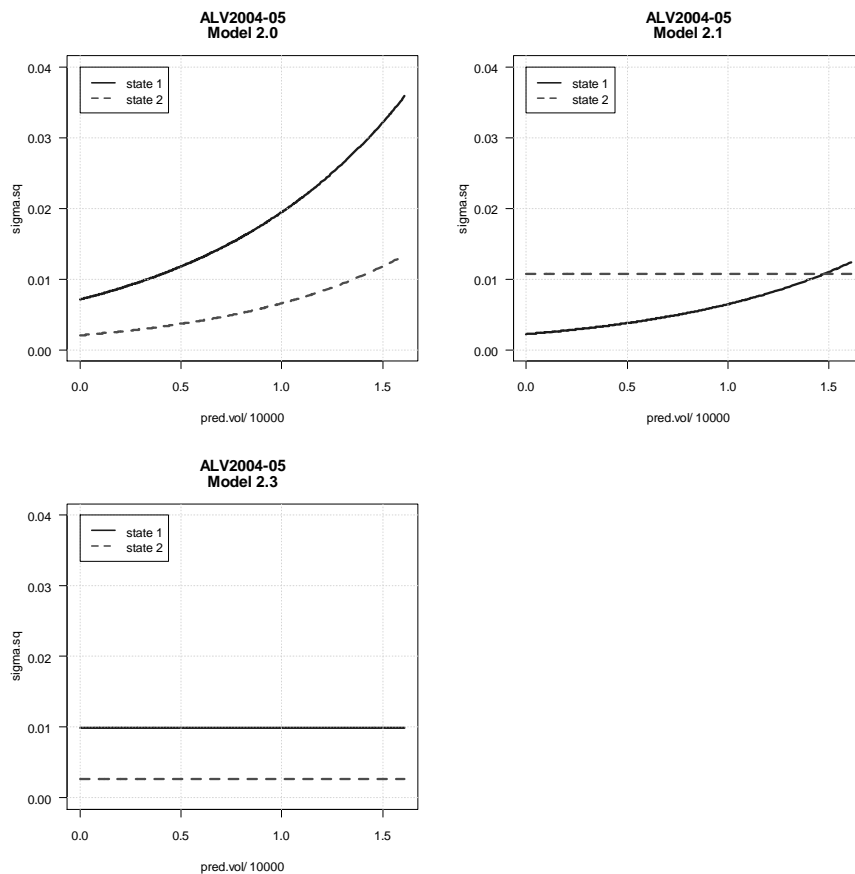 ALV2004-05
Model 2.0
0.04
0.03
0.02
0.01
0.00
sigma.sq
state 1
state 2
0.0 0.5 1.0 1.5
pred.vol/ 10000
ALV2004-05
Model 2.1
0.04
0.03
0.02
0.01
0.00
sigma.sq
state 1
state 2
0.0 0.5 1.0 1.5
pred.vol/ 10000
ALV2004-05
Model 2.3
0.04
0.03
0.02
0.01
0.00
sigma.sq
state 1
state 2
0.0 0.5 1.0 1.5
pred.vol/ 10000